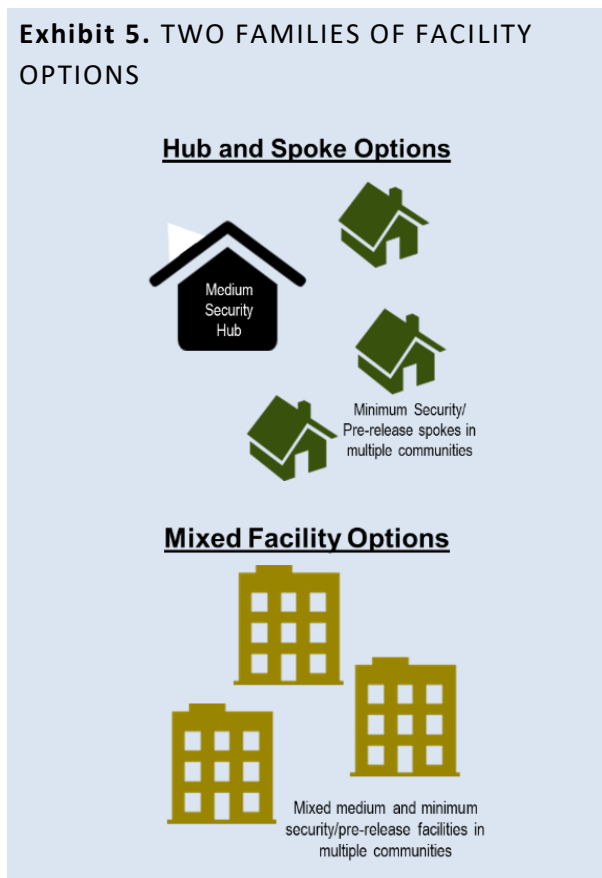 Exhibit 5. TWO FAMILIES OF FACILITY
OPTIONS
Hub and Spoke Options
Medium
Security
Hub
Minimum Security/
Pre-release spokes in
multiple communities
Mixed Facility Options
Mixed medium and minimum
security/pre-release facilities in
multiple communities